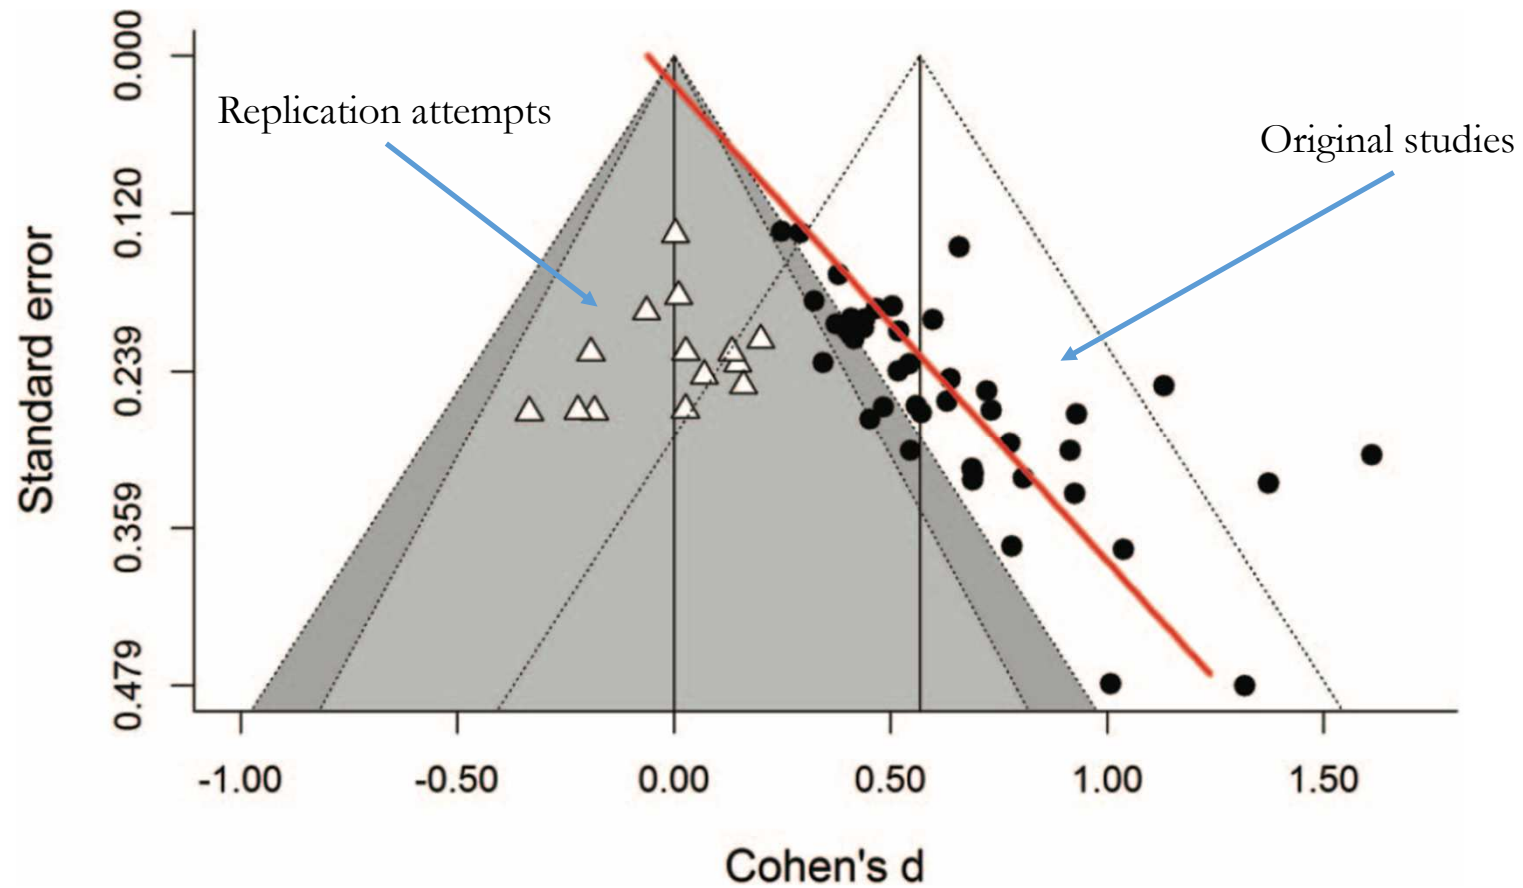 0.000
Replication attempts
Original studies
0.120
Standard error
0.239
0.359
0.479
-1.00 -0.50 0.00 0.50 1.00 1.50
Cohen's d